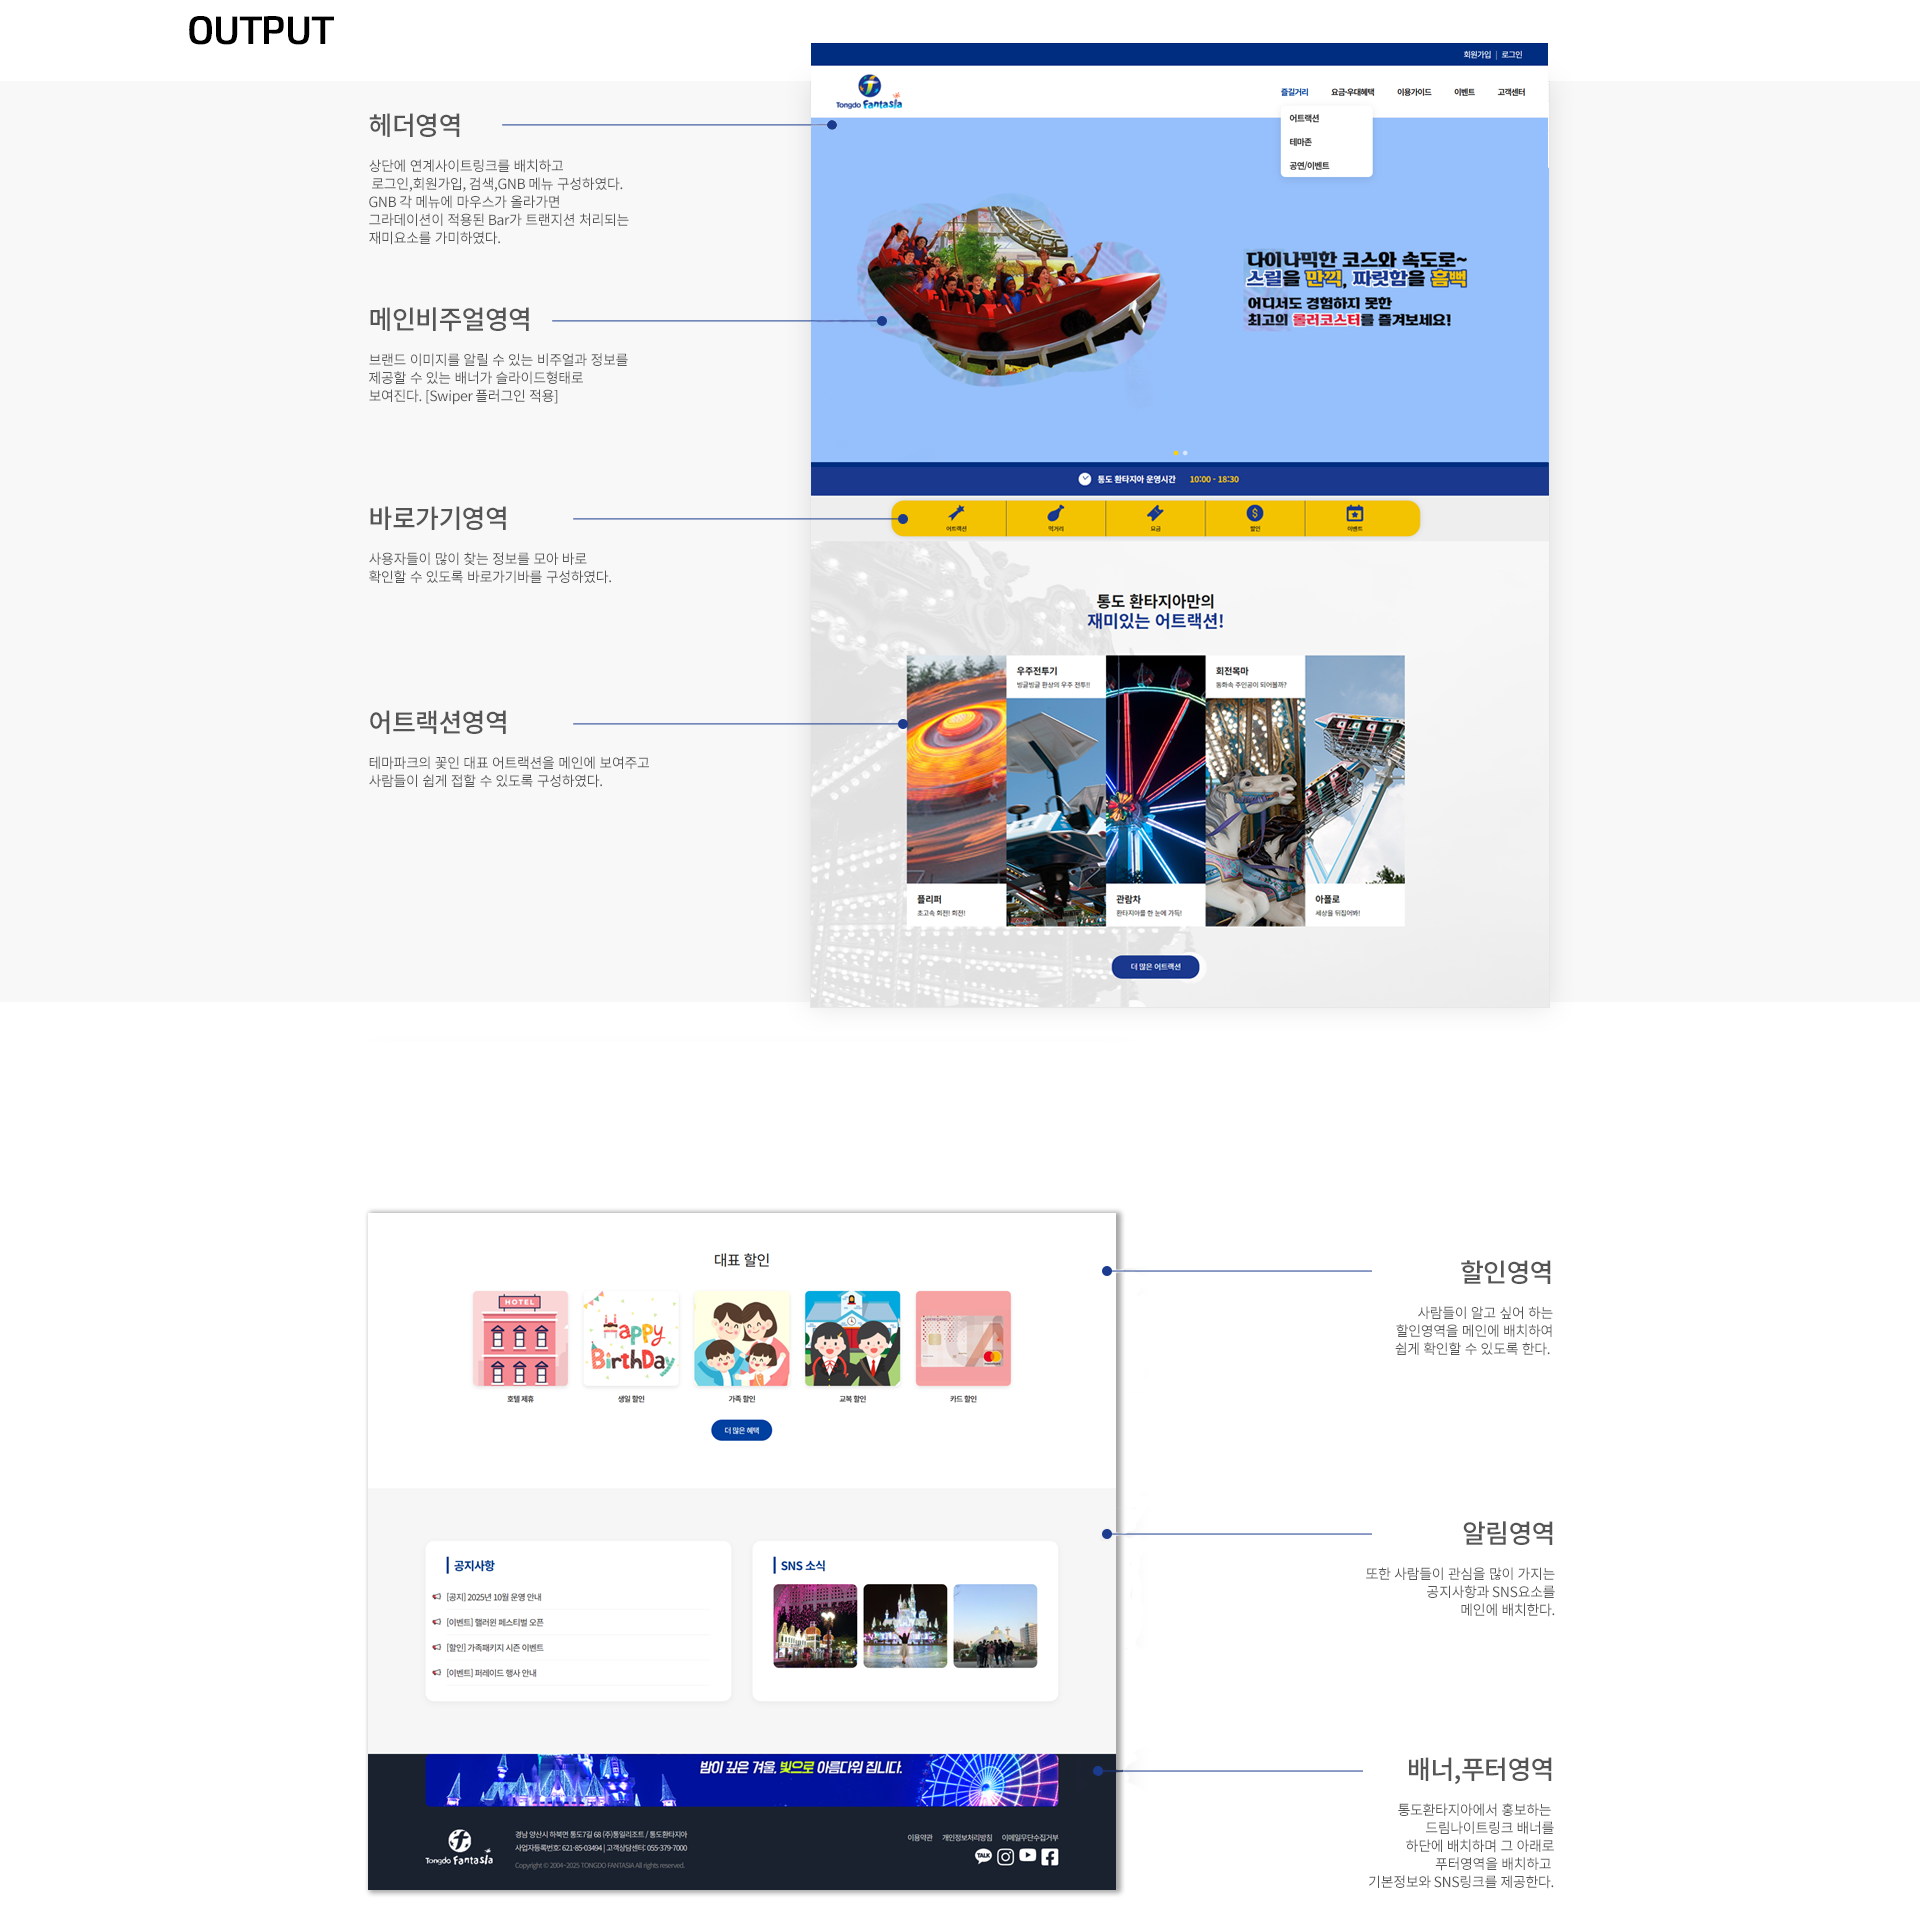 OUTPUT
회원가입 | 로그인
Tongdo Fantasia
즐길거리 요금·우대혜택 이용가이드 이벤트 고객센터
어트랙션
테마존
공연/이벤트
헤더영역
상단에 연계사이트링크를 배치하고
로그인,회원가입, 검색,GNB 메뉴 구성하였다.
GNB 각 메뉴에 마우스가 올라가면
그라데이션이 적용된 Bar가 트랜지션 처리되는
재미요소를 가미하였다.
다이나믹한 코스와 속도로~
스릴을 만끽, 짜릿함을 흠뻑
어디서도 경험하지 못한
최고의 롤러코스터를 즐겨보세요!
메인비주얼영역
브랜드 이미지를 알릴 수 있는 비주얼과 정보를
제공할 수 있는 배너가 슬라이드형태로
보여진다. [Swiper 플러그인 적용]
통도 환타지아 운영시간 10:00 - 18:30
바로가기영역
사용자들이 많이 찾는 정보를 모아 바로
확인할 수 있도록 바로가기바를 구성하였다.
어트랙션 먹거리 요금 할인 이벤트
통도 환타지아만의
재미있는 어트랙션!
어트랙션영역
테마파크의 꽃인 대표 어트랙션을 메인에 보여주고
사람들이 쉽게 접할 수 있도록 구성하였다.
우주전투기
빙글빙글 환상의 우주 전투!!
회전목마
동화속 주인공이 되어볼까?
플리퍼
초고속 회전! 회전!
관람차
환타지아를 한 눈에 가득!
아폴로
세상을 뒤집어봐!
더 많은 어트랙션
대표 할인
HOTEL
Happy
BirthDay
호텔 제휴 생일 할인 가족 할인 교복 할인 카드 할인
더 많은 혜택
할인영역
사람들이 알고 싶어 하는
할인영역을 메인에 배치하여
쉽게 확인할 수 있도록 한다.
공지사항
[공지] 2025년 10월 운영 안내
[이벤트] 핼러윈 페스티벌 오픈
[할인] 가족패키지 시즌 이벤트
[이벤트] 퍼레이드 행사 안내
SNS 소식
알림영역
또한 사람들이 관심을 많이 가지는
공지사항과 SNS요소를
메인에 배치한다.
밤이 깊은 겨울, 빛으로 아름다워 집니다.
Tongdo Fantasia
경남 양산시 하북면 통도7길 68 (주)통일리조트 / 통도환타지아
사업자등록번호: 621-85-03494 | 고객상담센터: 055-379-7000
Copyright © 2004-2025 TONGDO FANTASIA All rights reserved.
이용약관 개인정보처리방침 이메일무단수집거부
TALK
배너,푸터영역
통도환타지아에서 홍보하는
드림나이트링크 배너를
하단에 배치하며 그 아래로
푸터영역을 배치하고
기본정보와 SNS링크를 제공한다.